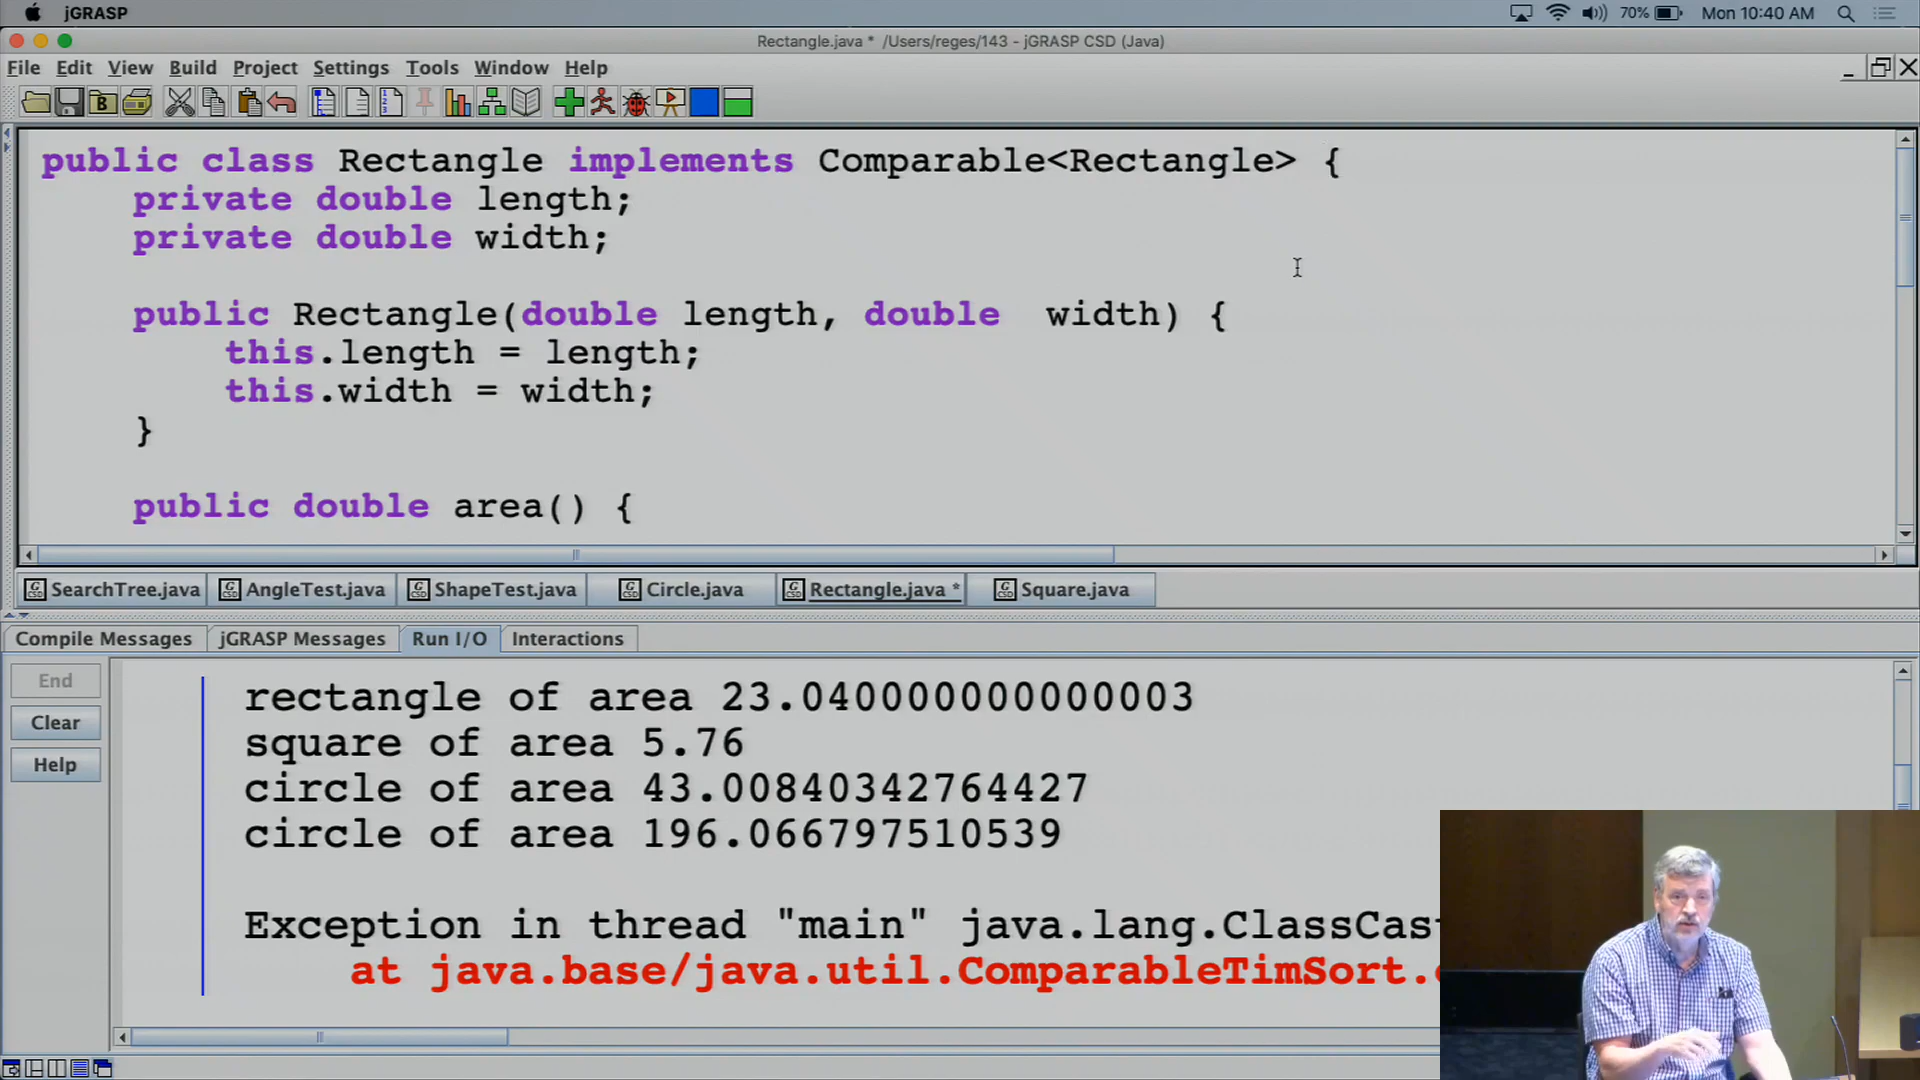 jGRASP
70%
Mon 10:40 AM
Rectangle.java * /Users/reges/143 - jGRASP CSD (Java)
File Edit View Build Project Settings Tools Window Help
public class Rectangle implements Comparable<Rectangle> {
private double length;
private double width;
public Rectangle(double length, double  width) {
this.length = length;
this.width = width;
}
public double area() {
SearchTree.java AngleTest.java ShapeTest.java Circle.java Rectangle.java * Square.java
Compile Messages jGRASP Messages Run I/O Interactions
End
Clear
Help
rectangle of area 23.040000000000003
square of area 5.76
circle of area 43.00840342764427
circle of area 196.066797510539
Exception in thread "main" java.lang.ClassCast
at java.base/java.util.ComparableTimSort.